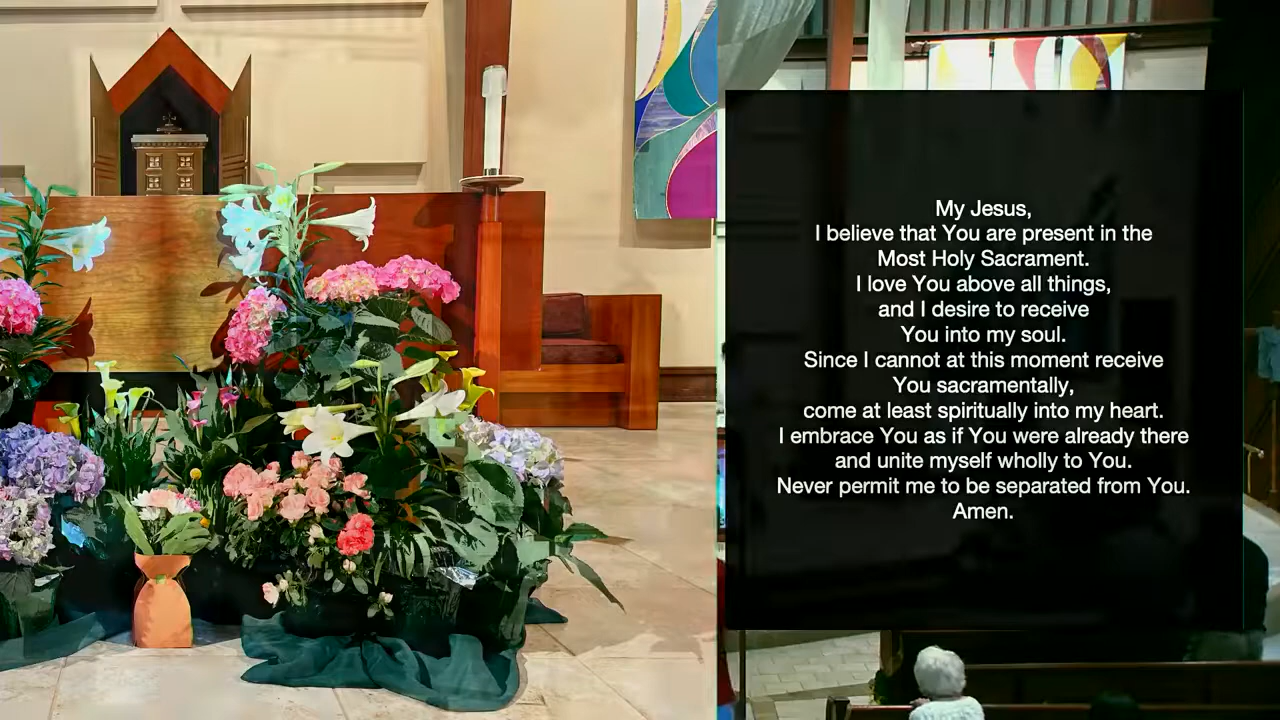 My Jesus,
I believe that You are present in the
Most Holy Sacrament.
I love You above all things,
and I desire to receive
You into my soul.
Since I cannot at this moment receive
You sacramentally,
come at least spiritually into my heart.
I embrace You as if You were already there
and unite myself wholly to You.
Never permit me to be separated from You.
Amen.